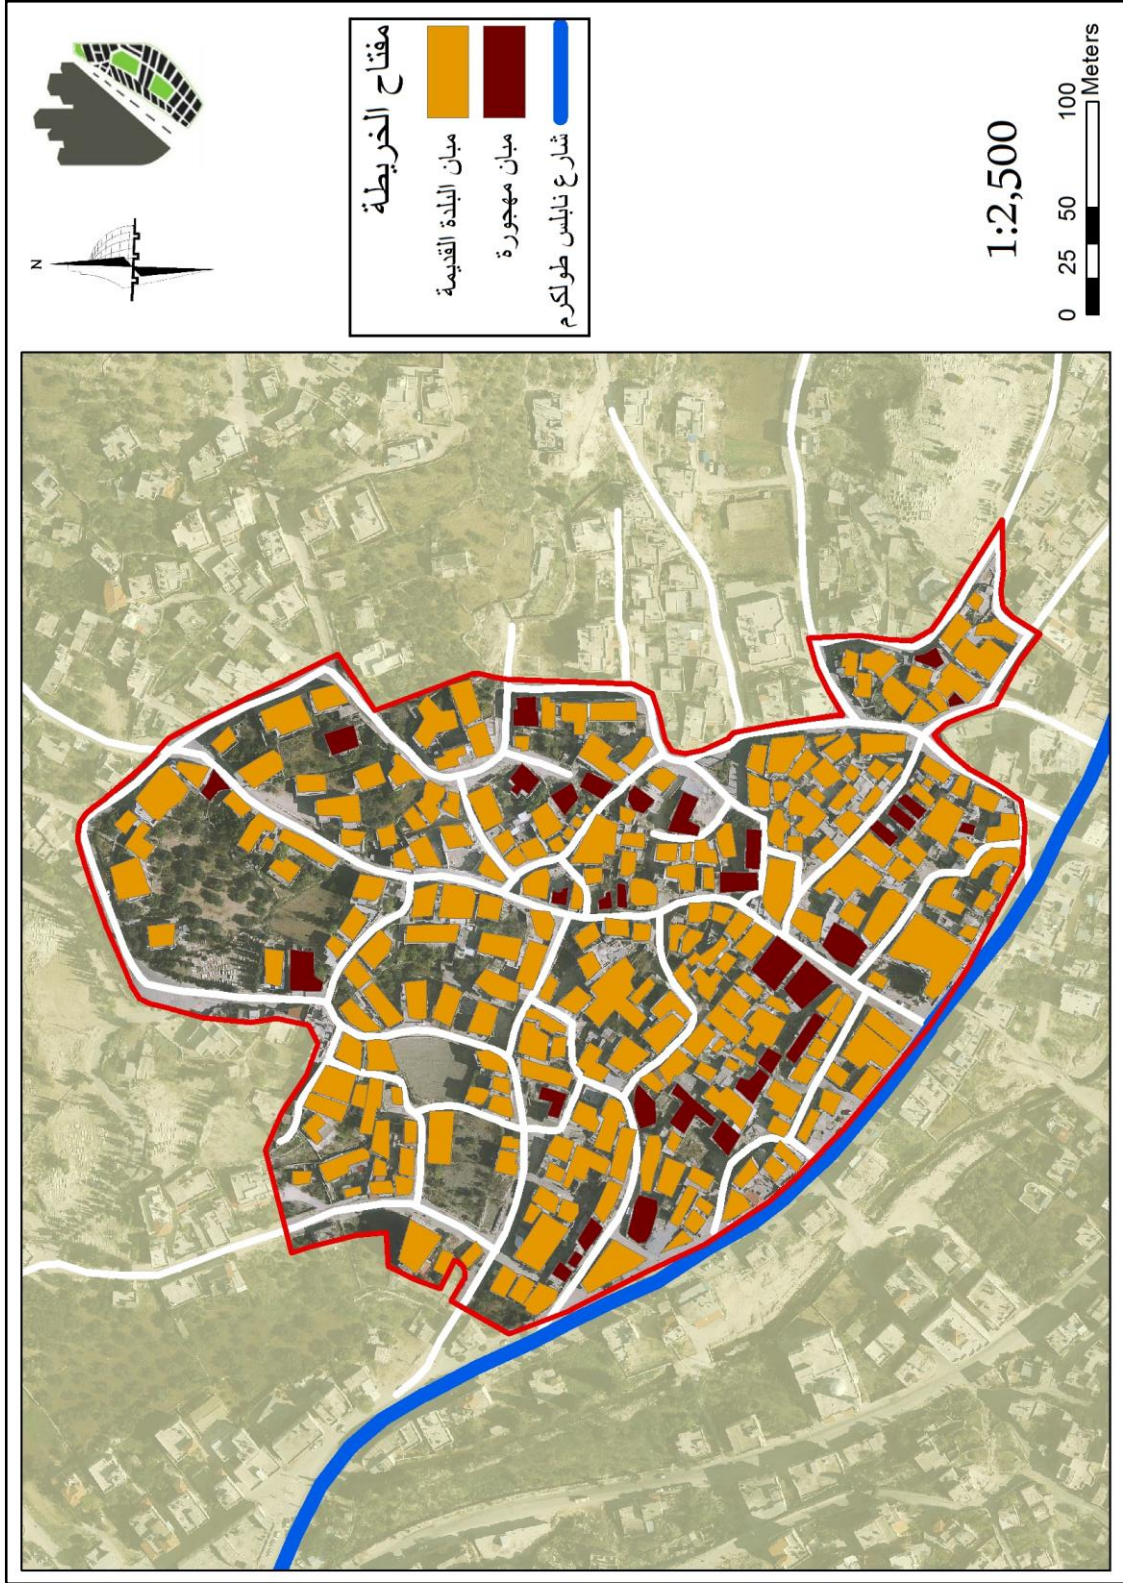 N
مفتاح الخريطة
مبان البلدة القديمة
مبان مهجورة
شارع نابلس طولكرم
1:2,500
0 25 50 100
Meters